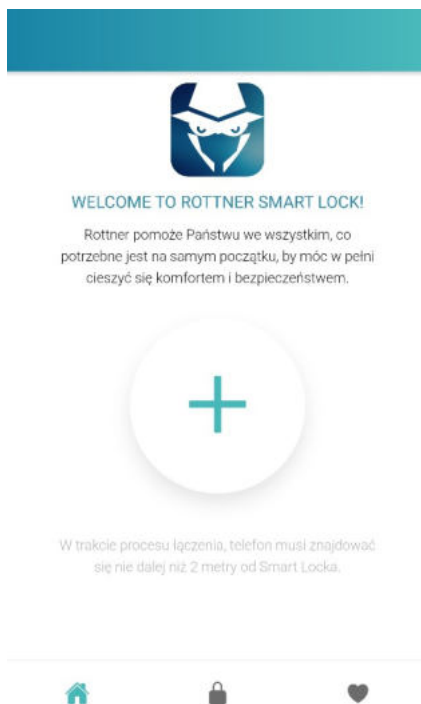 WELCOME TO ROTTNER SMART LOCK!
Rottner pomoże Państwu we wszystkim, co
potrzebne jest na samym początku, by móc w pełni
cieszyć się komfortem i bezpieczeństwem.
W trakcie procesu łączenia, telefon musi znajdować
się nie dalej niż 2 metry od Smart Locka.